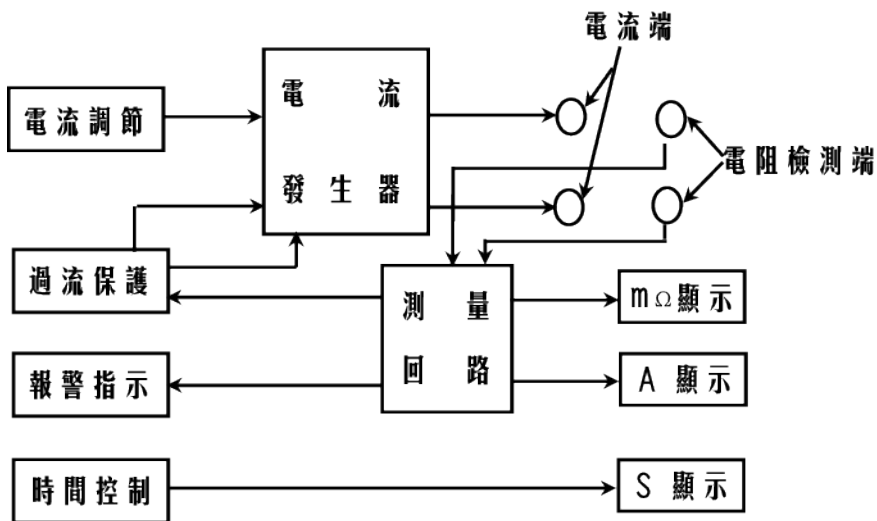 電流端
電流
電流調節
電阻檢測端
發生器
過流保護
測量
mΩ顯示
回路
報警指示
A 顯示
時間控制
S 顯示